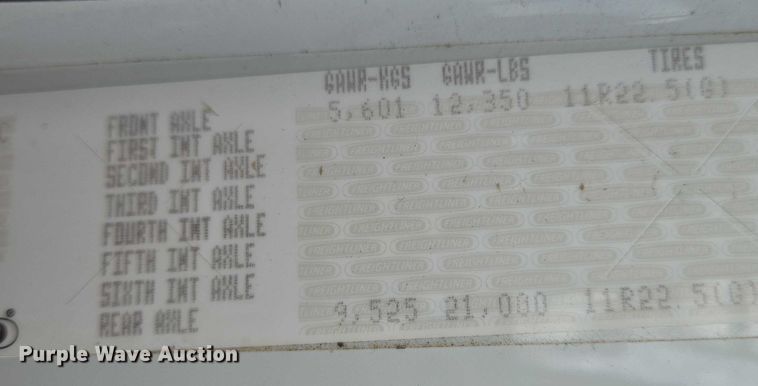 GAWR-KGS GAWR-LBS TIRES
FRONT AXLE 5,601 12,350 11R22.5(G)
FIRST INT AXLE
SECOND INT AXLE
THIRD INT AXLE
FOURTH INT AXLE
FIFTH INT AXLE
SIXTH INT AXLE
REAR AXLE 9,525 21,000 11R22.5(G)
FREIGHTLINER
Purple Wave Auction